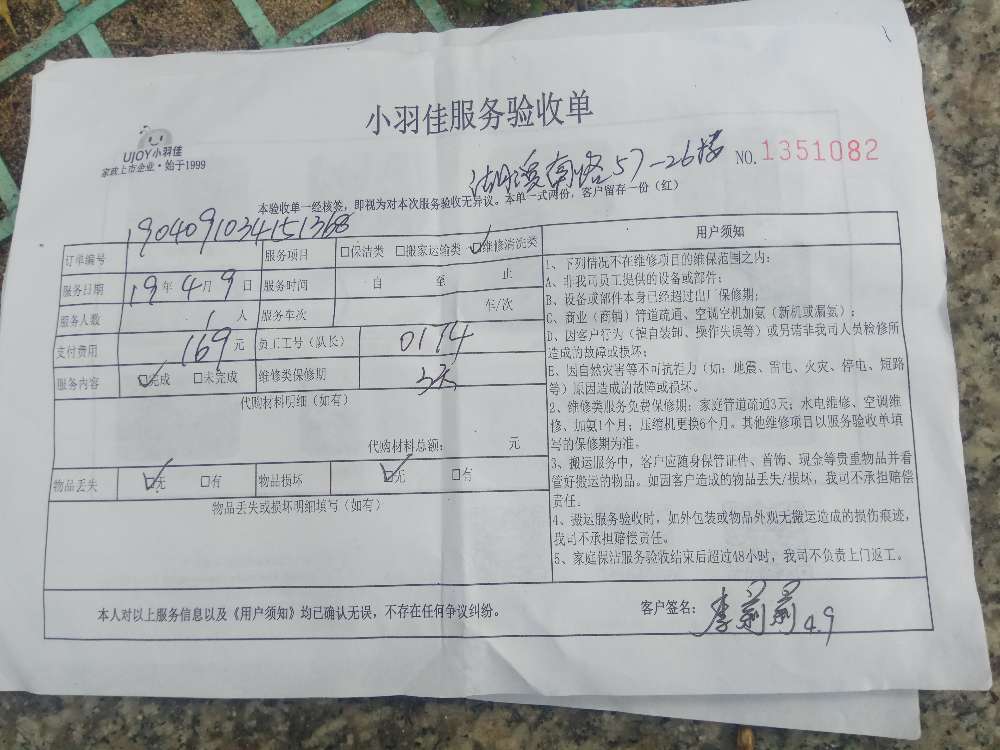 小羽佳服务验收单
UJOY小羽佳
家政上市企业·始于1999
湖滨南路57-26楼
NO.1351082
本验收单一经核签，即视为对本次服务验收无异议。本单一式两份，客户留存一份（红）
1904091034151368
订单编号 服务项目 □保洁类 □搬家运输类 □维修清洗类
服务日期 19年4月9日 服务时间 自 至 止
服务人数 1人 服务车次 车/次
支付费用 169元 员工工号（队长） 0174
服务内容 □完成 □未完成 维修类保修期 3天
代购材料明细（如有）
代购材料总额： 元
物品丢失 □无 □有 物品损坏 □无 □有
物品丢失或损坏明细填写（如有）
用户须知
1、下列情况不在维修项目的维保范围之内：
A、非我司员工提供的设备或部件；
B、设备或部件本身已经超过出厂保修期；
C、商业（商铺）管道疏通、空调空机加氨（新机或漏氨）；
D、因客户行为（擅自装卸、操作失误等）或另请非我司人员检修所
造成的故障或损坏；
E、因自然灾害等不可抗拒力（如：地震、雷电、火灾、停电、短路
等）原因造成的故障或损坏。
2、维修类服务免费保修期：家庭管道疏通3天；水电维修、空调维
修、加氨1个月；压缩机更换6个月。其他维修项目以服务验收单填
写的保修期为准。
3、搬运服务中，客户应随身保管证件、首饰、现金等贵重物品并看
管好搬运的物品。如因客户造成的物品丢失/损坏，我司不承担赔偿
责任。
4、搬运服务验收时，如外包装或物品外观无搬运造成的损伤痕迹，
我司不承担赔偿责任。
5、家庭保洁服务验收结束后超过48小时，我司不负责上门返工。
本人对以上服务信息以及《用户须知》均已确认无误，不存在任何争议纠纷。
客户签名：李莉莉 4.9